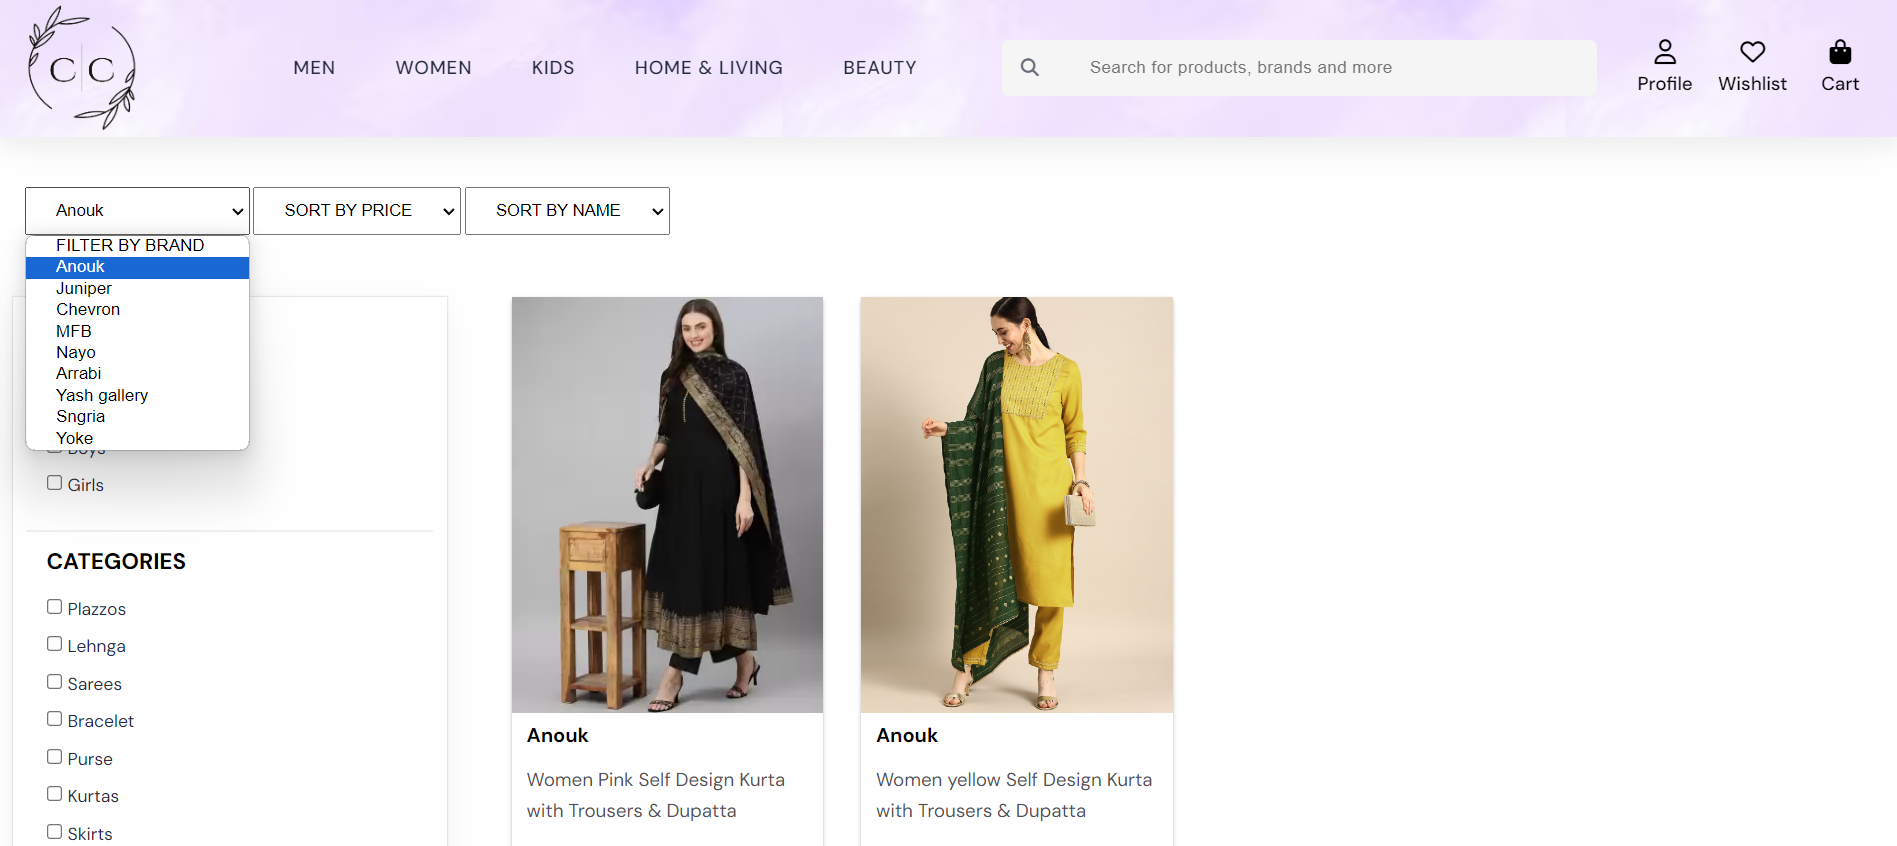 C C
MEN WOMEN KIDS HOME & LIVING BEAUTY
Search for products, brands and more
Profile Wishlist Cart
Anouk SORT BY PRICE SORT BY NAME
FILTER BY BRAND
Anouk
Juniper
Chevron
MFB
Nayo
Arrabi
Yash gallery
Sngria
Yoke
Boys
Girls
CATEGORIES
Plazzos
Lehnga
Sarees
Bracelet
Purse
Kurtas
Skirts
Anouk
Women Pink Self Design Kurta
with Trousers & Dupatta
Anouk
Women yellow Self Design Kurta
with Trousers & Dupatta